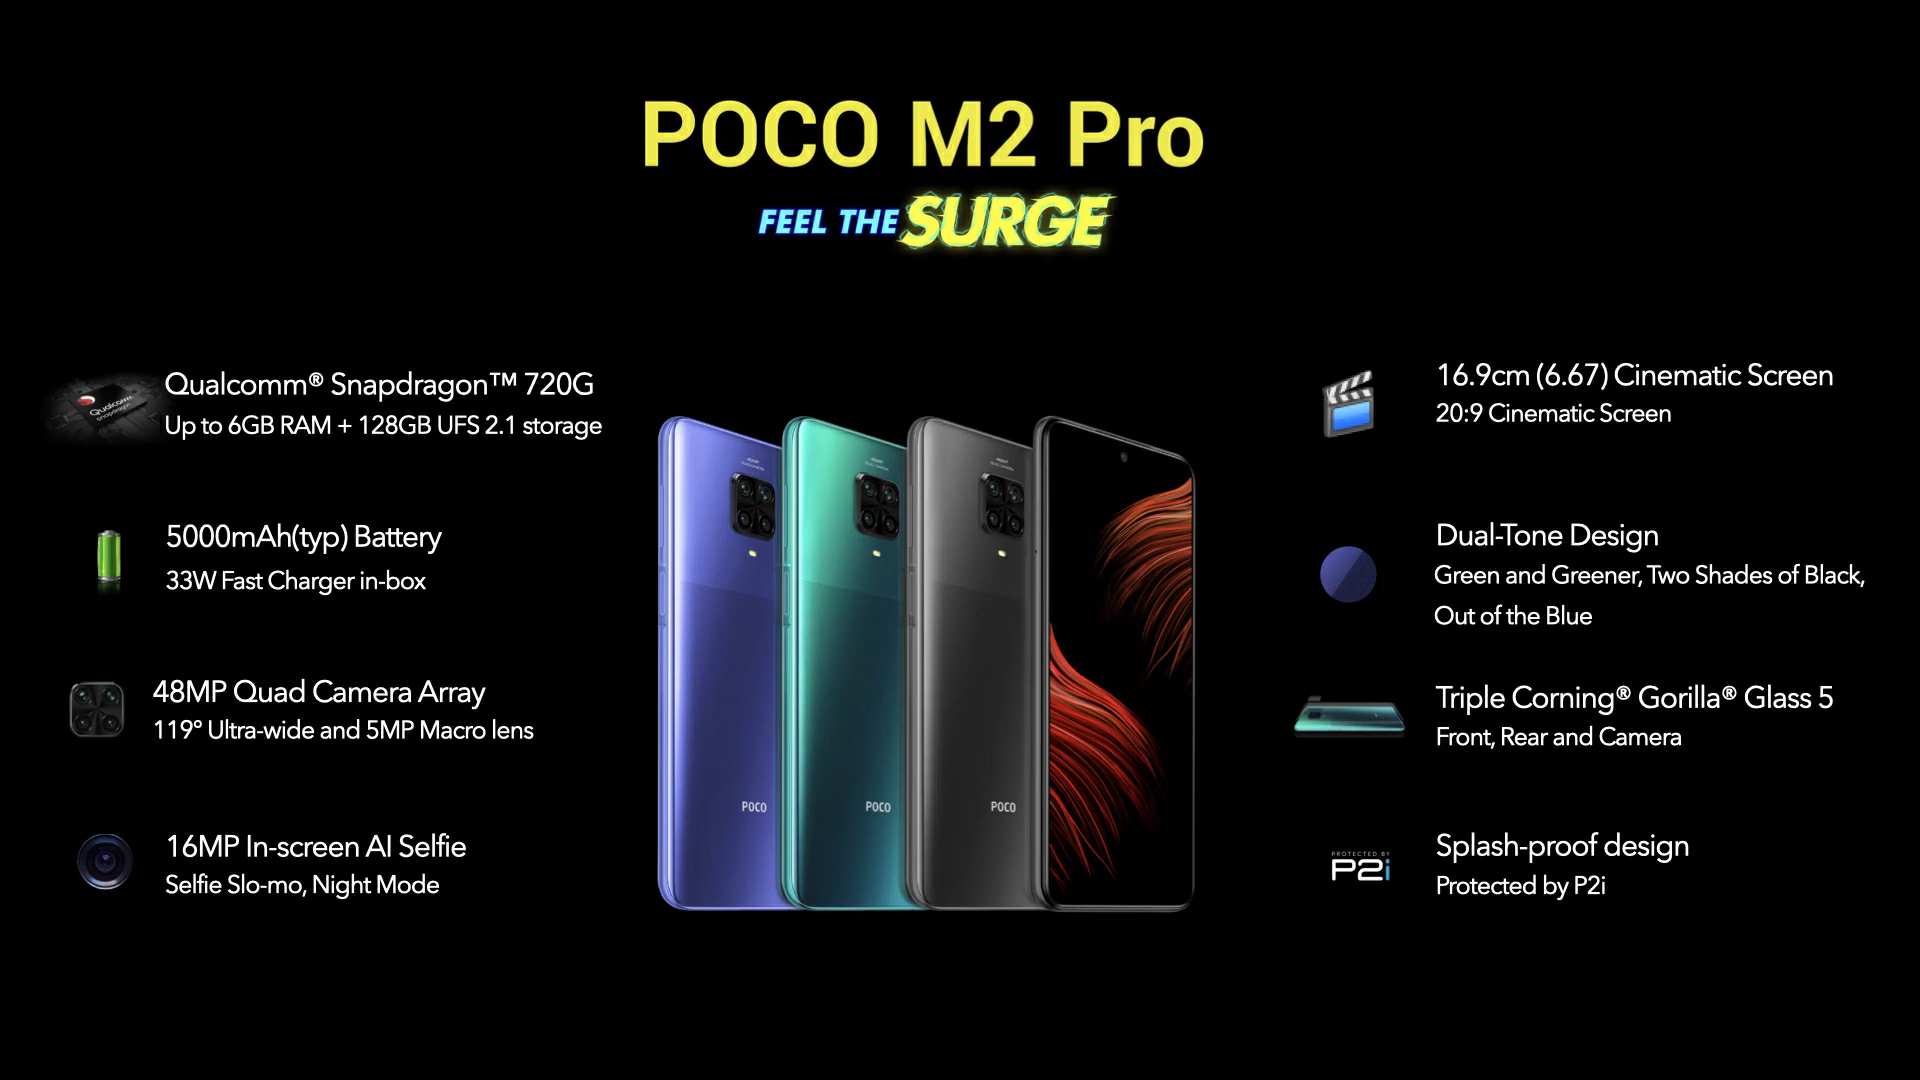 POCO M2 Pro
FEEL THE SURGE
Qualcomm® Snapdragon™ 720G
Up to 6GB RAM + 128GB UFS 2.1 storage
5000mAh(typ) Battery
33W Fast Charger in-box
48MP Quad Camera Array
119° Ultra-wide and 5MP Macro lens
16MP In-screen AI Selfie
Selfie Slo-mo, Night Mode
POCO
POCO
POCO
16.9cm (6.67) Cinematic Screen
20:9 Cinematic Screen
Dual-Tone Design
Green and Greener, Two Shades of Black,
Out of the Blue
Triple Corning® Gorilla® Glass 5
Front, Rear and Camera
PROTECTED BY
P2i
Splash-proof design
Protected by P2i